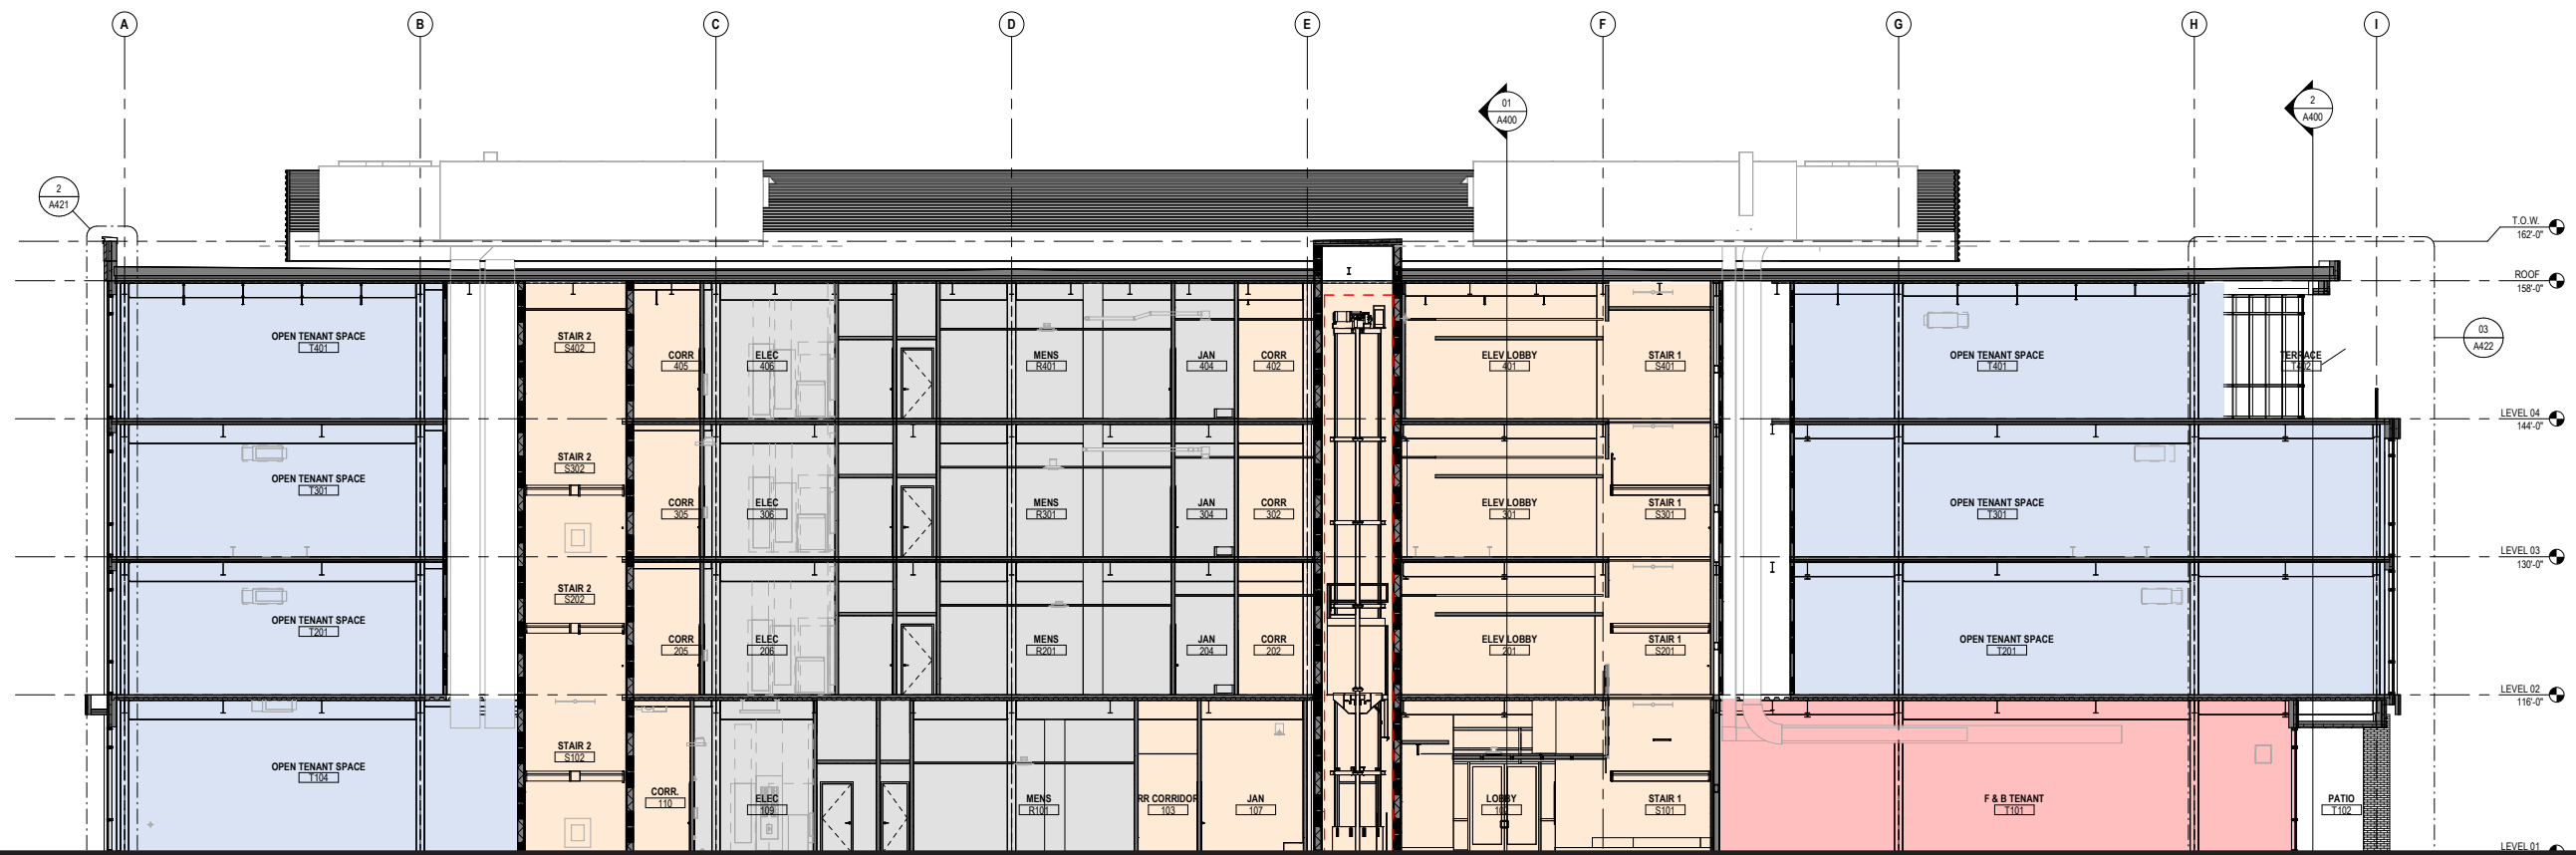 A
B
C
D
E
F
G
H
I
01
A400
2
A400
2
A421
T.O.W.
162'-0"
ROOF
158'-0"
03
A422
OPEN TENANT SPACE
T401
STAIR 2
S402
CORR
405
ELEC
406
MENS
R401
JAN
404
CORR
402
ELEV LOBBY
401
STAIR 1
S401
OPEN TENANT SPACE
T401
TERRACE
T402
LEVEL 04
144'-0"
OPEN TENANT SPACE
T301
STAIR 2
S302
CORR
305
ELEC
306
MENS
R301
JAN
304
CORR
302
ELEV LOBBY
301
STAIR 1
S301
OPEN TENANT SPACE
T301
LEVEL 03
130'-0"
OPEN TENANT SPACE
T201
STAIR 2
S202
CORR
205
ELEC
206
MENS
R201
JAN
204
CORR
202
ELEV LOBBY
201
STAIR 1
S201
OPEN TENANT SPACE
T201
LEVEL 02
116'-0"
OPEN TENANT SPACE
T104
STAIR 2
S102
CORR.
110
ELEC
109
MENS
R101
RR CORRIDOR
103
JAN
107
LOBBY
STAIR 1
S101
F & B TENANT
T101
PATIO
T102
LEVEL 01